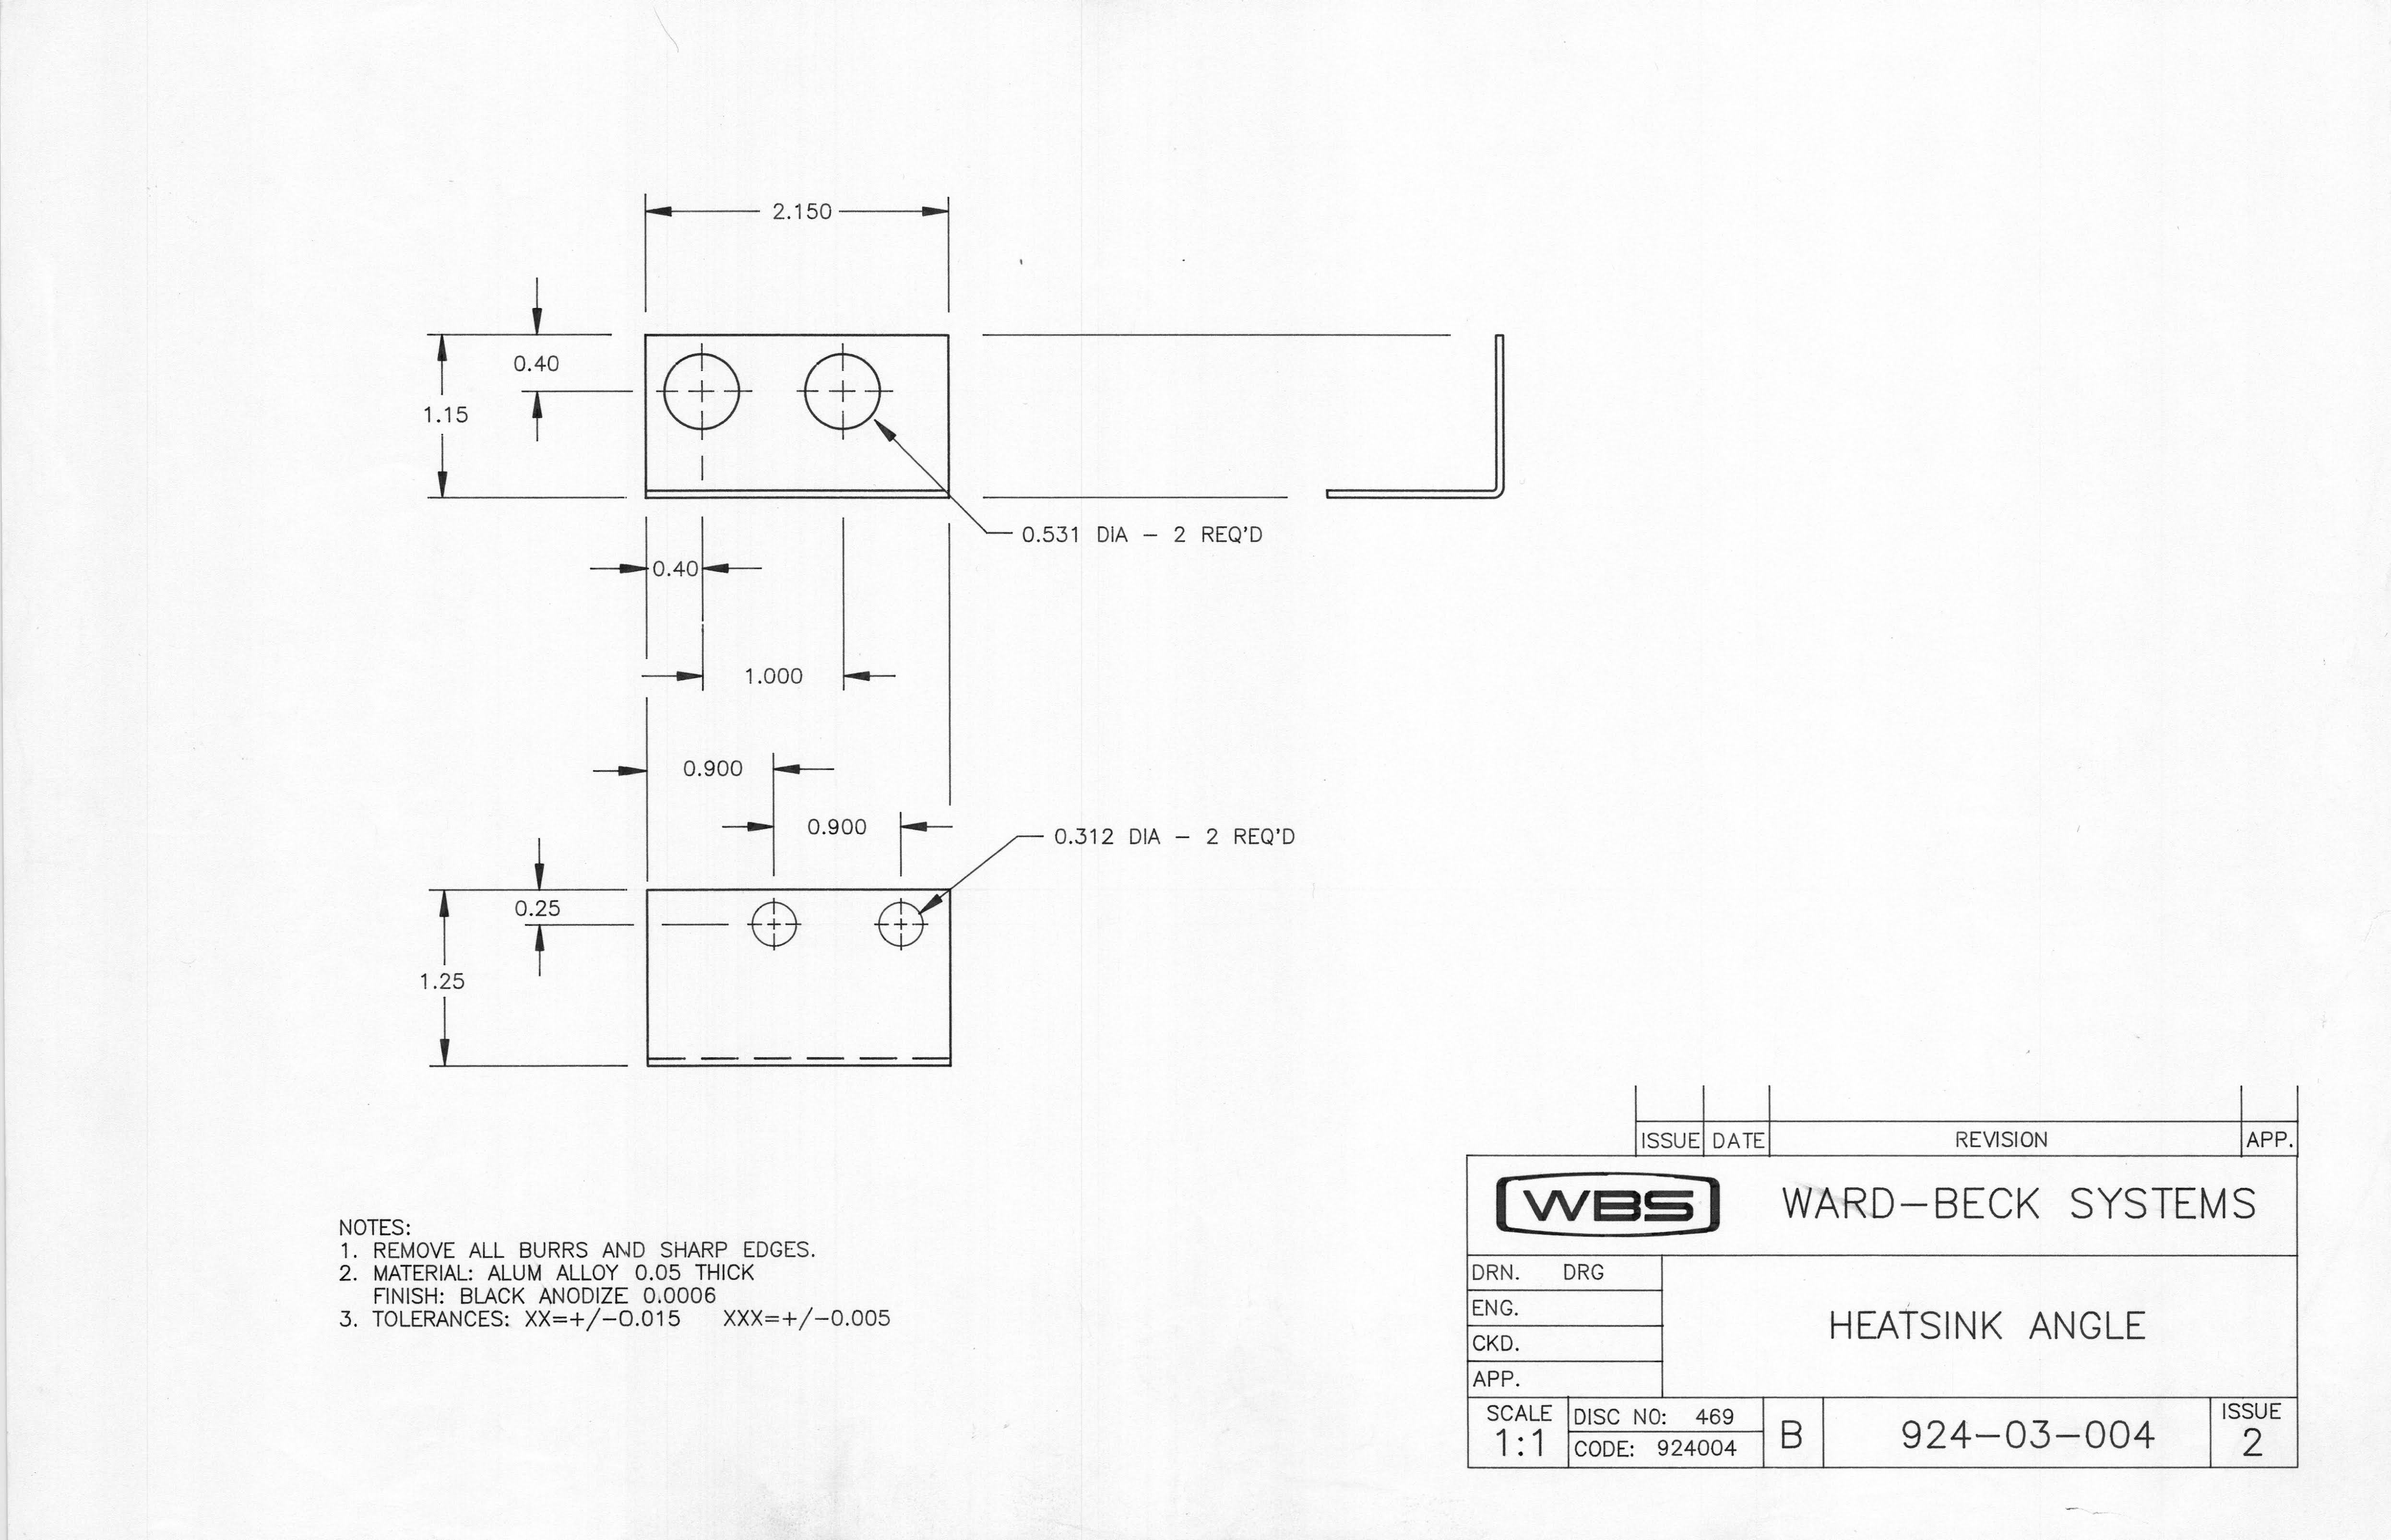 2.150
0.40
1.15
0.531 DIA - 2 REQ'D
0.40
1.000
0.900
0.900
0.312 DIA - 2 REQ'D
0.25
1.25
NOTES:
1. REMOVE ALL BURRS AND SHARP EDGES.
2. MATERIAL: ALUM ALLOY 0.05 THICK
FINISH: BLACK ANODIZE 0.0006
3. TOLERANCES: XX=+/-0.015 XXX=+/-0.005
ISSUE DATE REVISION APP.
WBS WARD-BECK SYSTEMS
DRN. DRG
ENG.
CKD.
APP.
HEATSINK ANGLE
SCALE
1:1
DISC NO: 469
CODE: 924004
B
924-03-004
ISSUE
2